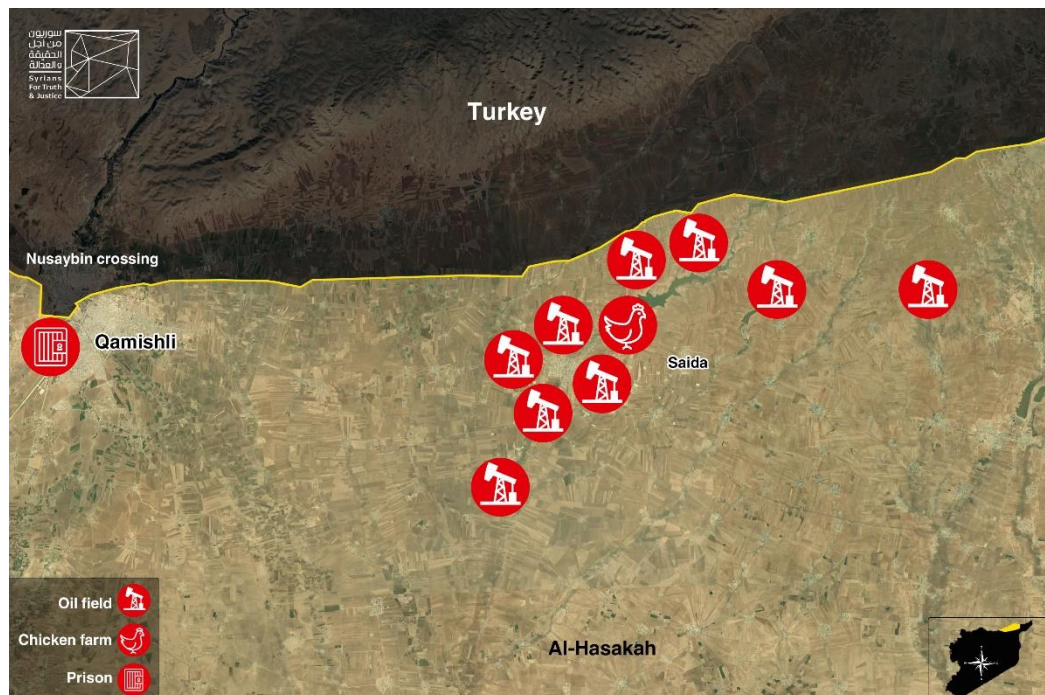 سوريون
من أجل
الحقيقة
والعدالة
Syrians
For Truth
& Justice
Turkey
Nusaybin crossing
Qamishli
Saida
Oil field
Chicken farm
Prison
Al-Hasakah